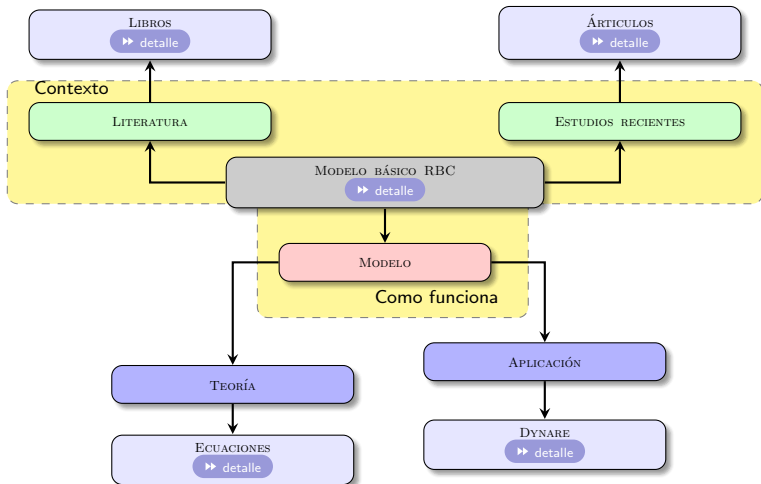 Libros
detalle
Árticulos
detalle
Contexto
Literatura
Estudios recientes
Modelo básico RBC
detalle
Modelo
Como funciona
Teoría
Aplicación
Ecuaciones
detalle
Dynare
detalle